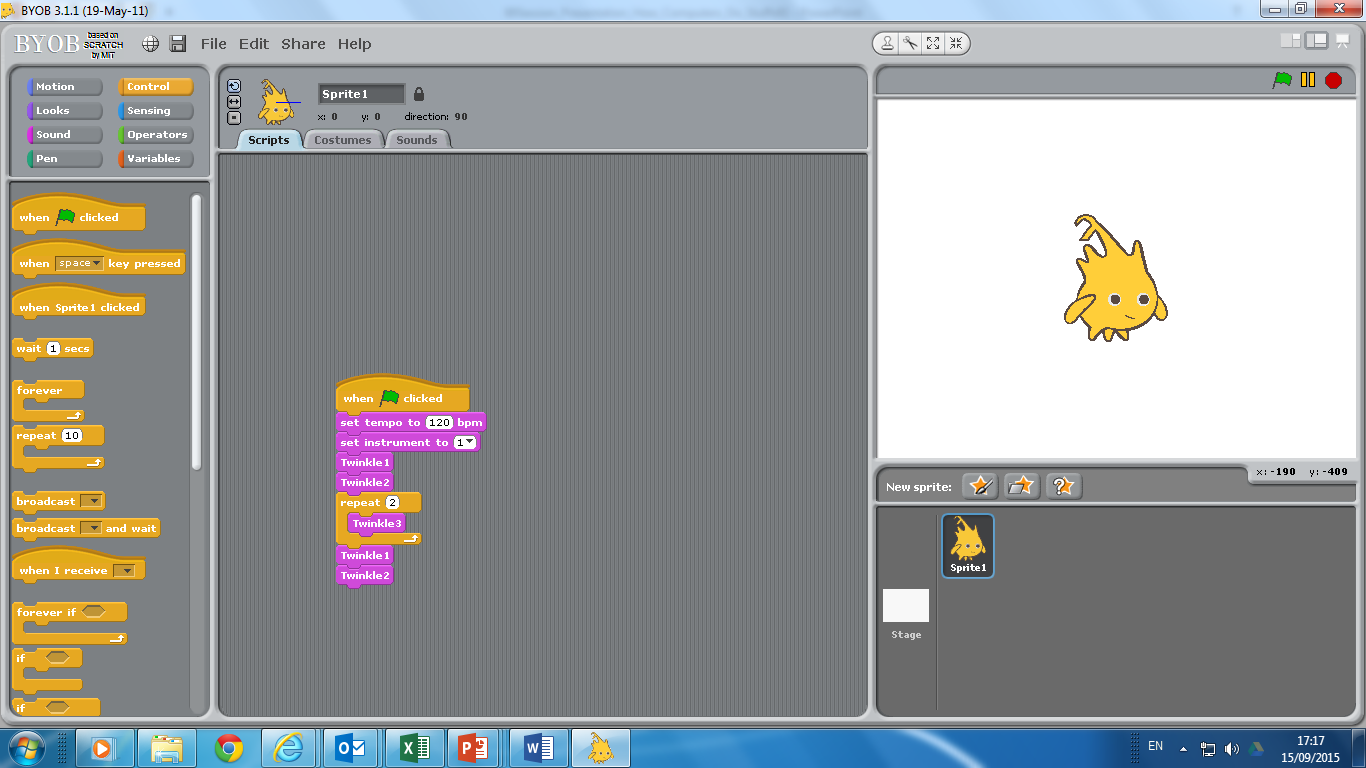 BYOB 3.1.1 (19-May-11)
BYOB
based on
SCRATCH
by MIT
File Edit Share Help
Motion Control
Looks Sensing
Sound Operators
Pen Variables
when clicked
when space key pressed
when Sprite1 clicked
wait 1 secs
forever
repeat 10
broadcast
broadcast and wait
when I receive
forever if
if
if
Sprite1
x: 0 y: 0 direction: 90
Scripts Costumes Sounds
when clicked
set tempo to 120 bpm
set instrument to 1
Twinkle1
Twinkle2
repeat 2
Twinkle3
Twinkle1
Twinkle2
x: -190 y: -409
New sprite:
Sprite1
Stage
EN
17:17
15/09/2015